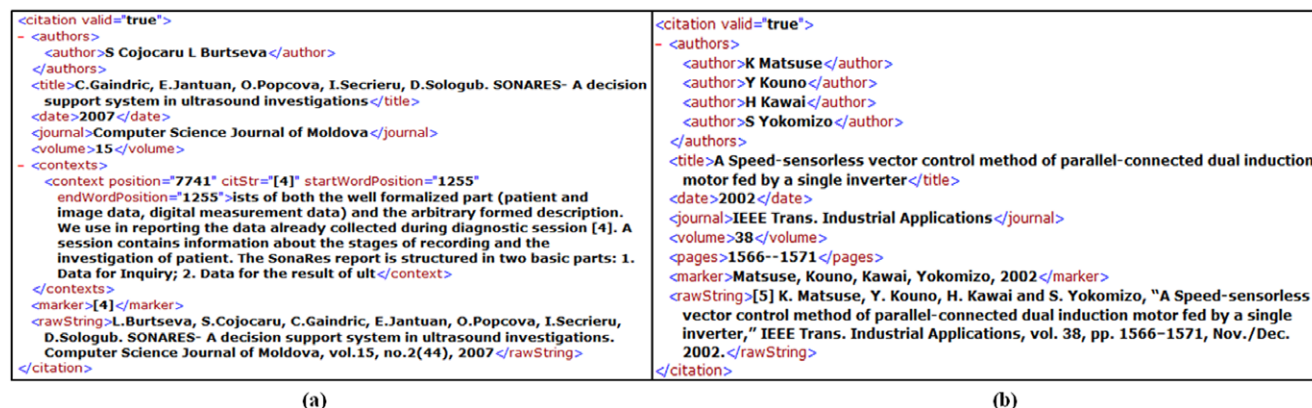 <citation valid="true">
- <authors>
<author>S Cojocaru L Burtseva</author>
</authors>
<title>C.Gaindric, E.Jantuan, O.Popcova, I.Secrieru, D.Sologub. SONARES- A decision
support system in ultrasound investigations</title>
<date>2007</date>
<journal>Computer Science Journal of Moldova</journal>
<volume>15</volume>
- <contexts>
<context position="7741" citStr="[4]" startWordPosition="1255"
endWordPosition="1255">ists of both the well formalized part (patient and
image data, digital measurement data) and the arbitrary formed description.
We use in reporting the data already collected during diagnostic session [4]. A
session contains information about the stages of recording and the
investigation of patient. The SonaRes report is structured in two basic parts: 1.
Data for Inquiry; 2. Data for the result of ult</context>
</contexts>
<marker>[4]</marker>
<rawString>L.Burtseva, S.Cojocaru, C.Gaindric, E.Jantuan, O.Popcova, I.Secrieru,
D.Sologub. SONARES- A decision support system in ultrasound investigations.
Computer Science Journal of Moldova, vol.15, no.2(44), 2007</rawString>
</citation>
(a)
<citation valid="true">
- <authors>
<author>K Matsuse</author>
<author>Y Kouno</author>
<author>H Kawai</author>
<author>S Yokomizo</author>
</authors>
<title>A Speed-sensorless vector control method of parallel-connected dual induction
motor fed by a single inverter</title>
<date>2002</date>
<journal>IEEE Trans. Industrial Applications</journal>
<volume>38</volume>
<pages>1566--1571</pages>
<marker>Matsuse, Kouno, Kawai, Yokomizo, 2002</marker>
<rawString>[5] K. Matsuse, Y. Kouno, H. Kawai and S. Yokomizo, “A Speed-sensorless
vector control method of parallel-connected dual induction motor fed by a single
inverter,” IEEE Trans. Industrial Applications, vol. 38, pp. 1566–1571, Nov./Dec.
2002.</rawString>
</citation>
(b)